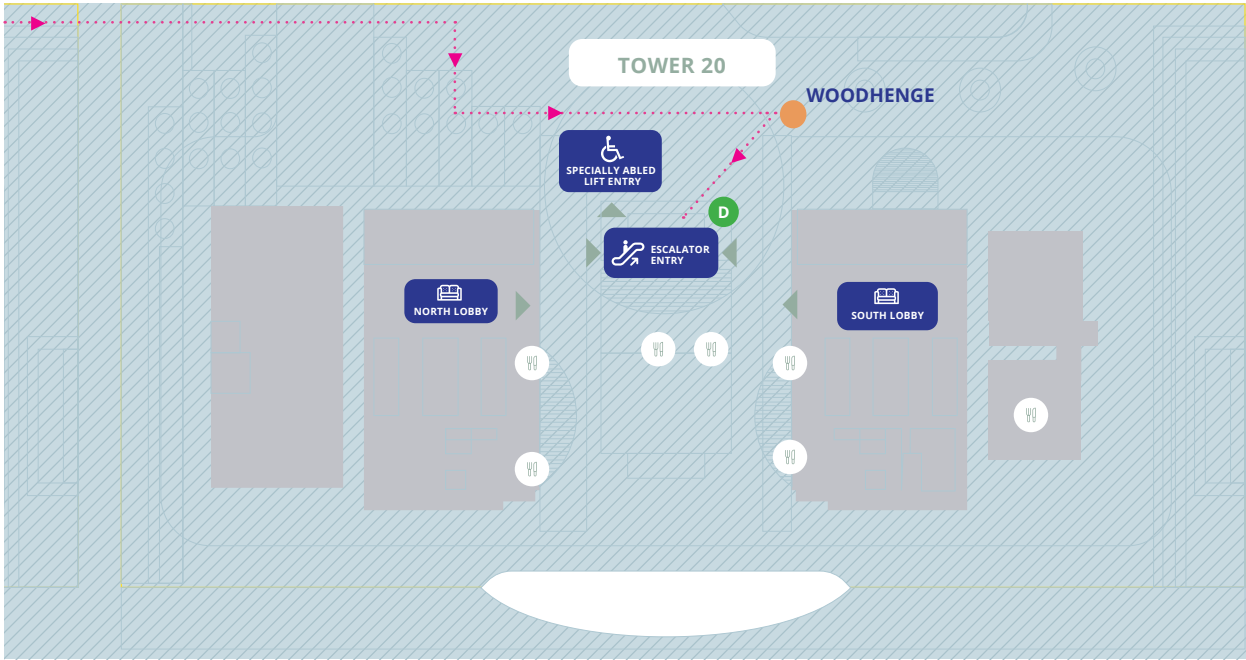 TOWER 20
WOODHENGE
SPECIALLY ABLED
LIFT ENTRY
D
ESCALATOR
ENTRY
NORTH LOBBY
SOUTH LOBBY